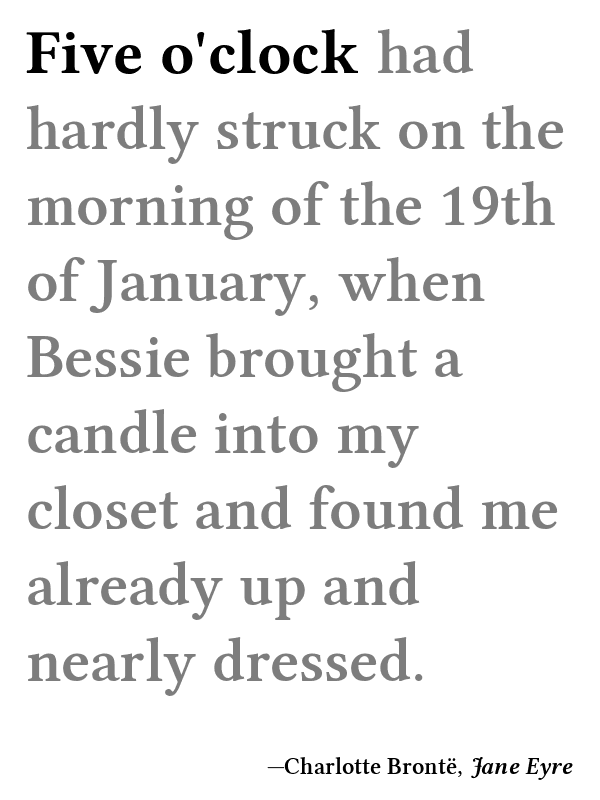 Five o'clock had
hardly struck on the
morning of the 19th
of January, when
Bessie brought a
candle into my
closet and found me
already up and
nearly dressed.
—Charlotte Brontë, Jane Eyre